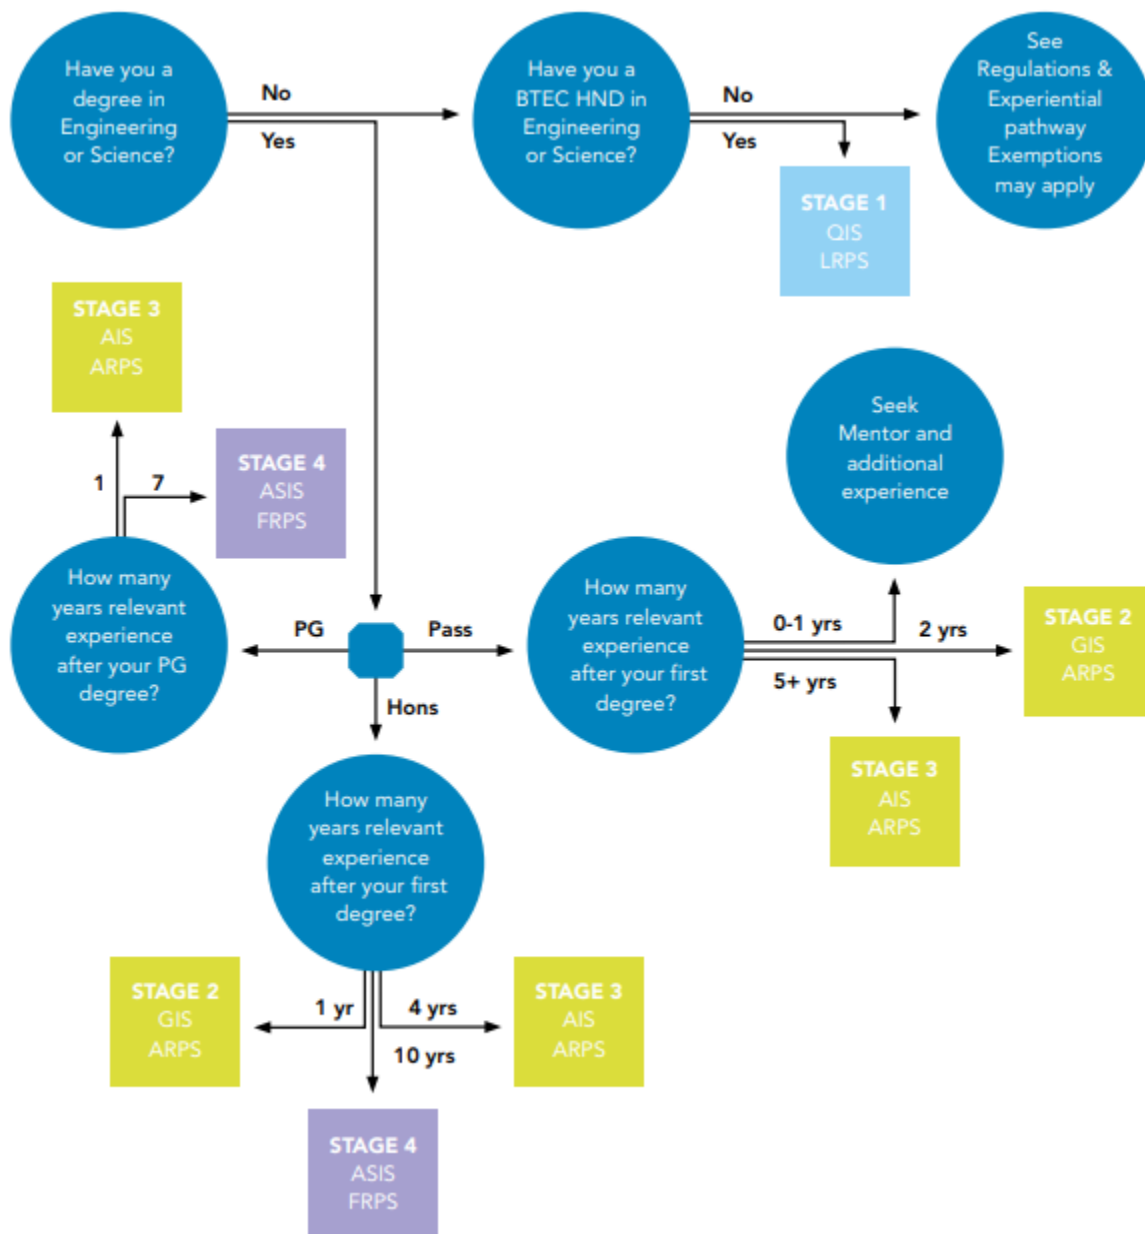 Have you a
degree in
Engineering
or Science?
No
Yes
Have you a
BTEC HND in
Engineering
or Science?
No
Yes
See
Regulations &
Experiential
pathway
Exemptions
may apply
STAGE 1
QIS
LRPS
STAGE 3
AIS
ARPS
1
7
STAGE 4
ASIS
FRPS
How many
years relevant
experience
after your PG
degree?
PG
Pass
Hons
How many
years relevant
experience
after your first
degree?
0-1 yrs
2 yrs
5+ yrs
Seek
Mentor and
additional
experience
STAGE 2
GIS
ARPS
STAGE 3
AIS
ARPS
How many
years relevant
experience
after your first
degree?
1 yr
4 yrs
10 yrs
STAGE 2
GIS
ARPS
STAGE 3
AIS
ARPS
STAGE 4
ASIS
FRPS